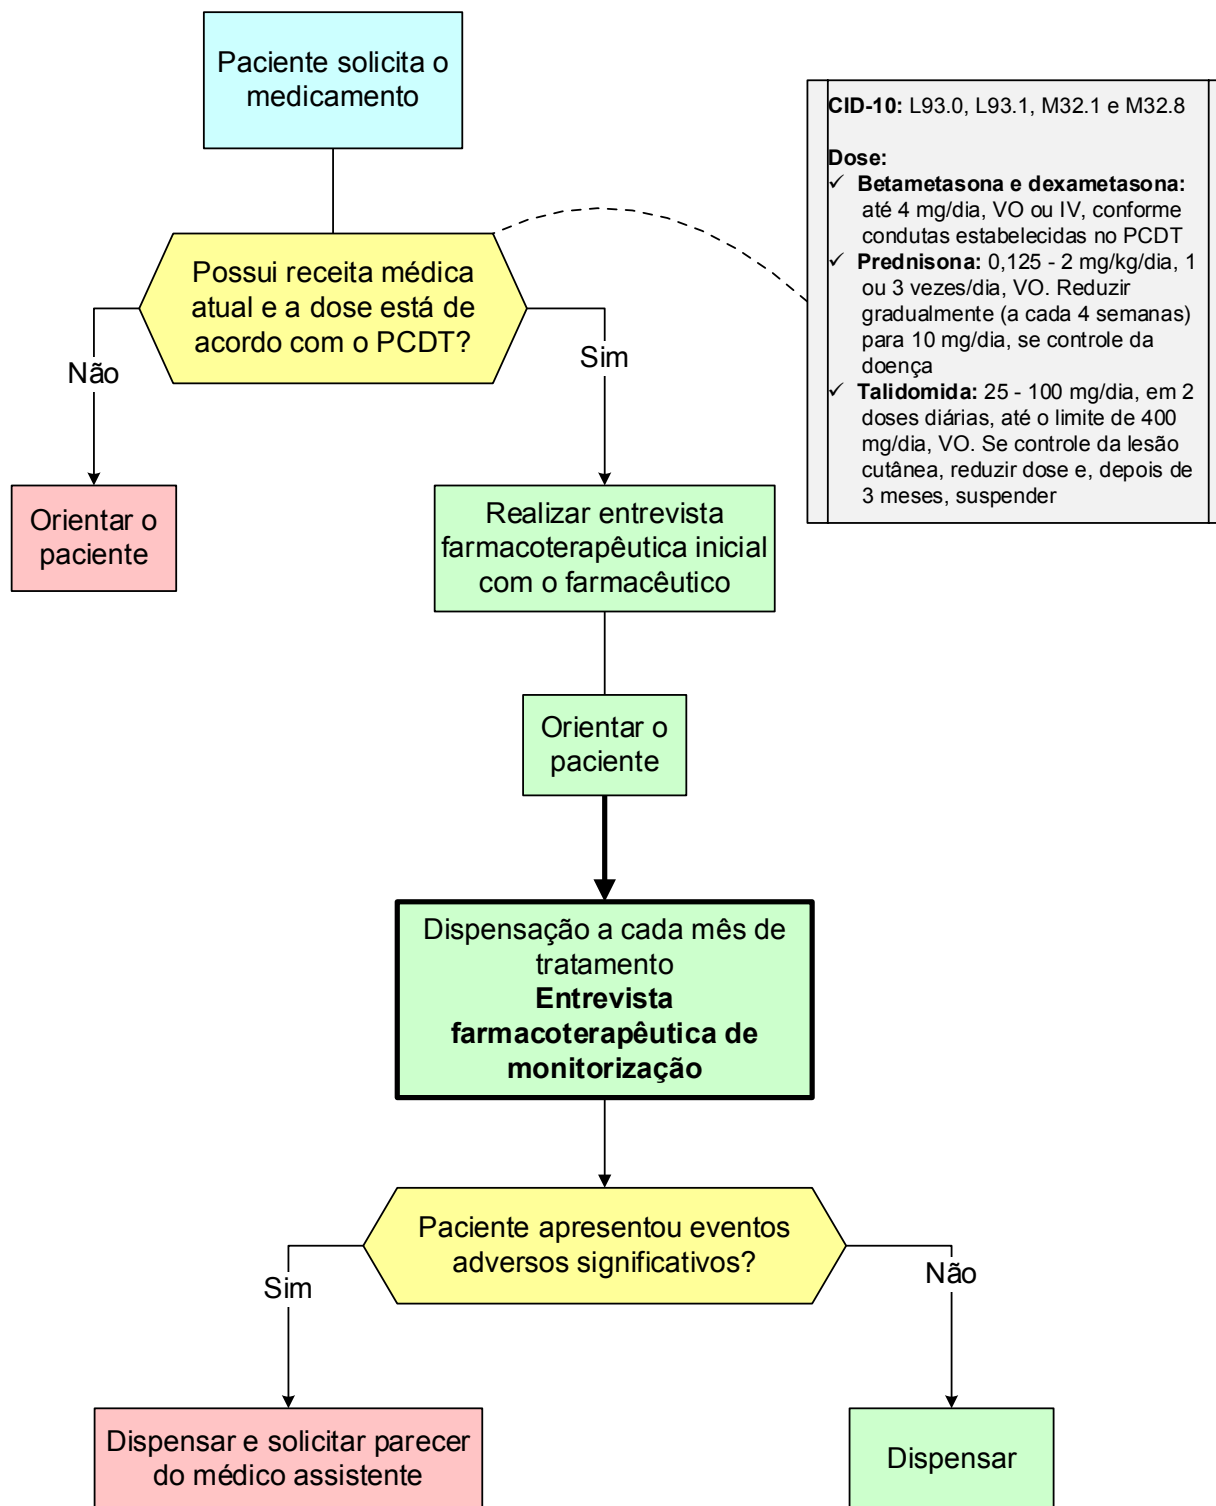 Paciente solicita o
medicamento
CID-10: L93.0, L93.1, M32.1 e M32.8
Dose:
✓ Betametasona e dexametasona:
até 4 mg/dia, VO ou IV, conforme
condutas estabelecidas no PCDT
✓ Prednisona: 0,125 - 2 mg/kg/dia, 1
ou 3 vezes/dia, VO. Reduzir
gradualmente (a cada 4 semanas)
para 10 mg/dia, se controle da
doença
✓ Talidomida: 25 - 100 mg/dia, em 2
doses diárias, até o limite de 400
mg/dia, VO. Se controle da lesão
cutânea, reduzir dose e, depois de
3 meses, suspender
Possui receita médica
atual e a dose está de
acordo com o PCDT?
Não
Sim
Orientar o
paciente
Realizar entrevista
farmacoterapêutica inicial
com o farmacêutico
Orientar o
paciente
Dispensação a cada mês de
tratamento
Entrevista
farmacoterapêutica de
monitorização
Paciente apresentou eventos
adversos significativos?
Sim
Não
Dispensar e solicitar parecer
do médico assistente
Dispensar